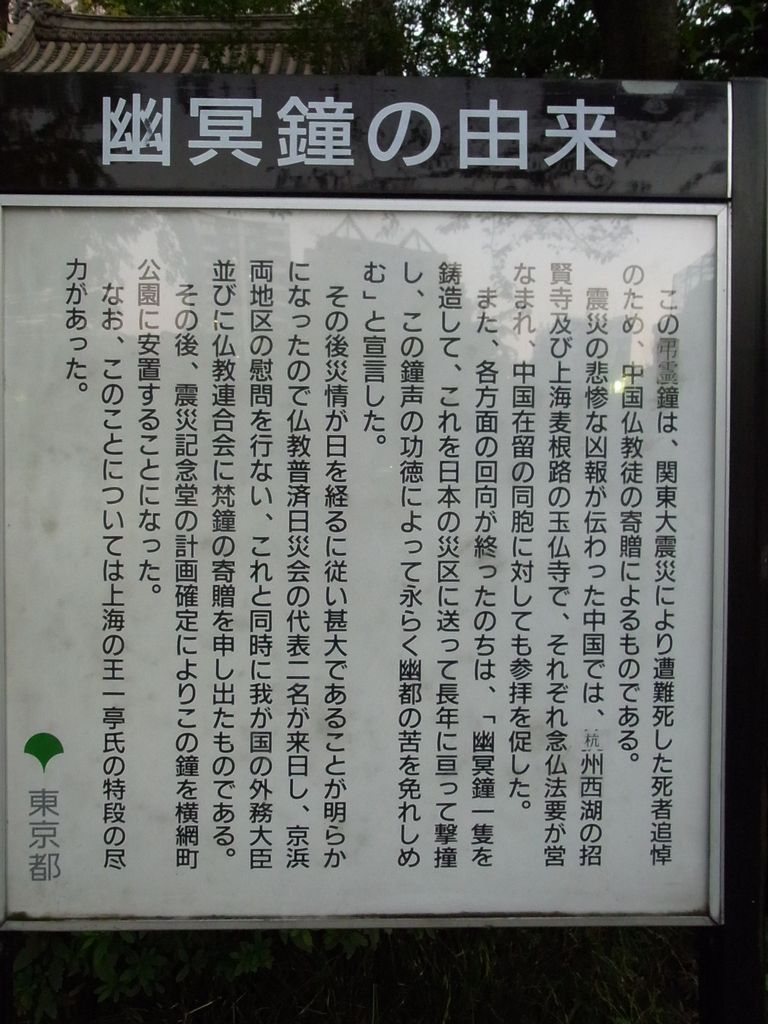 幽冥鐘の由来
この弔霊鐘は、関東大震災により遭難死した死者追悼
のため、中国仏教徒の寄贈によるものである。
震災の悲惨な凶報が伝わった中国では、杭州西湖の招
賢寺及び上海麦根路の玉仏寺で、それぞれ念仏法要が営
なまれ、中国在留の同胞に対しても参拝を促した。
また、各方面の回向が終ったのちは、「幽冥鐘一隻を
鋳造して、これを日本の災区に送って長年に亘って撃撞
し、この鐘声の功徳によって永らく幽都の苦を免れしめ
む」と宣言した。
その後災情が日を経るに従い甚大であることが明らか
になったので仏教普済日災会の代表二名が来日し、京浜
両地区の慰問を行ない、これと同時に我が国の外務大臣
並びに仏教連合会に梵鐘の寄贈を申し出たものである。
その後、震災記念堂の計画確定によりこの鐘を横網町
公園に安置することになった。
なお、このことについては上海の王一亭氏の特段の尽
力があった。
東京都